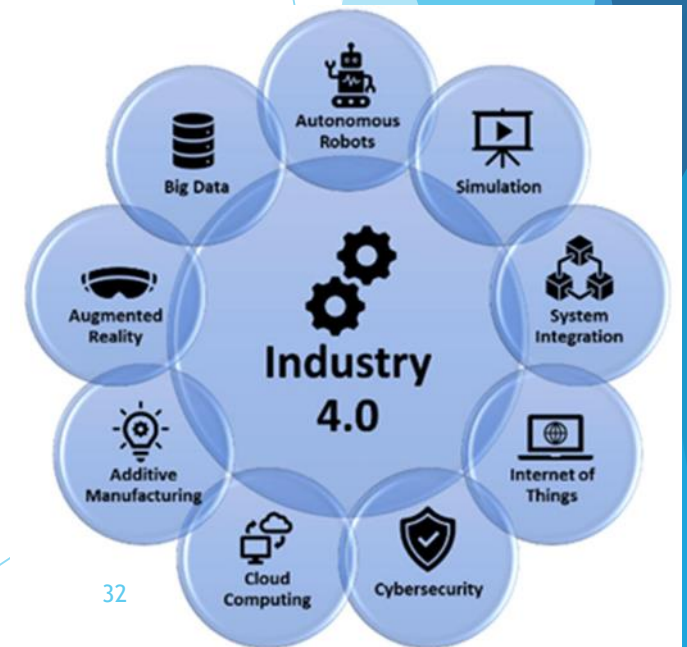 Autonomous
Robots
Simulation
System
Integration
Internet of
Things
Cybersecurity
Cloud
Computing
Additive
Manufacturing
Augmented
Reality
Big Data
Industry
4.0
32